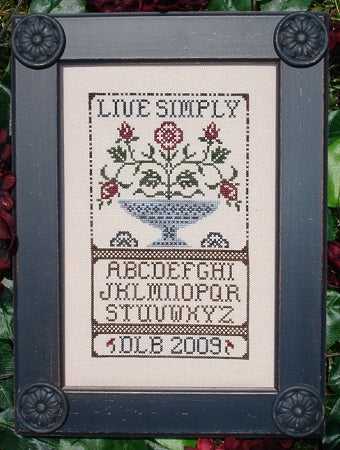 LIVE SIMPLY
ABCDEFGHI
JKLMNOPQR
STUVWXYZ
DLB 2009